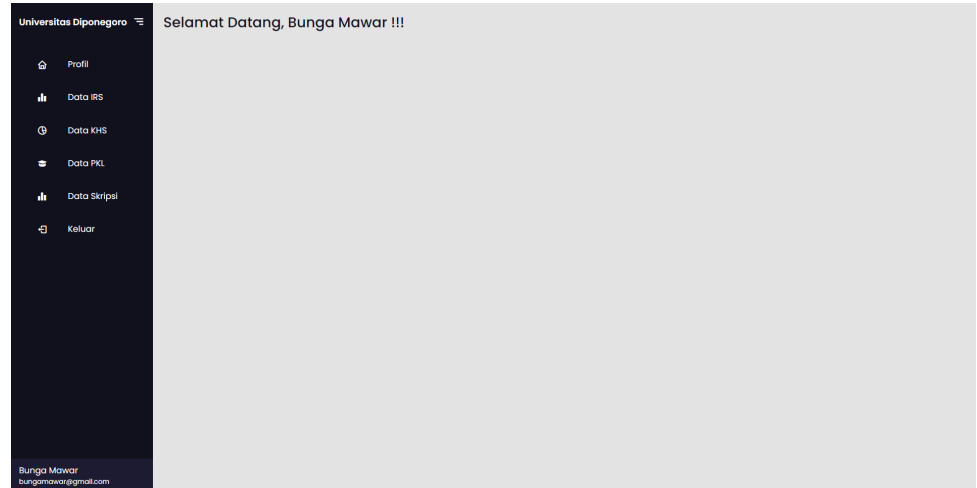 Universitas Diponegoro
Selamat Datang, Bunga Mawar !!!
Profil
Data IRS
Data KHS
Data PKL
Data Skripsi
Keluar
Bunga Mawar
bungamawar@gmail.com